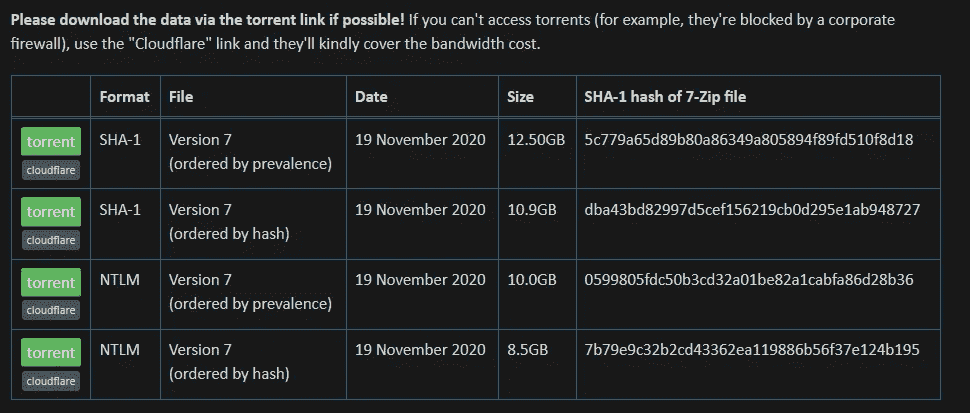 Please download the data via the torrent link if possible! If you can't access torrents (for example, they're blocked by a corporate
firewall), use the "Cloudflare" link and they'll kindly cover the bandwidth cost.
Format File Date Size SHA-1 hash of 7-Zip file
torrent SHA-1 Version 7 19 November 2020 12.50GB 5c779a65d89b80a86349a805894f89fd510f8d18
cloudflare (ordered by prevalence)
torrent SHA-1 Version 7 19 November 2020 10.9GB dba43bd82997d5cef156219cb0d295e1ab948727
cloudflare (ordered by hash)
torrent NTLM Version 7 19 November 2020 10.0GB 0599805fdc50b3cd32a01be82a1cabfa86d28b36
cloudflare (ordered by prevalence)
torrent NTLM Version 7 19 November 2020 8.5GB 7b79e9c32b2cd43362ea119886b56f37e124b195
cloudflare (ordered by hash)